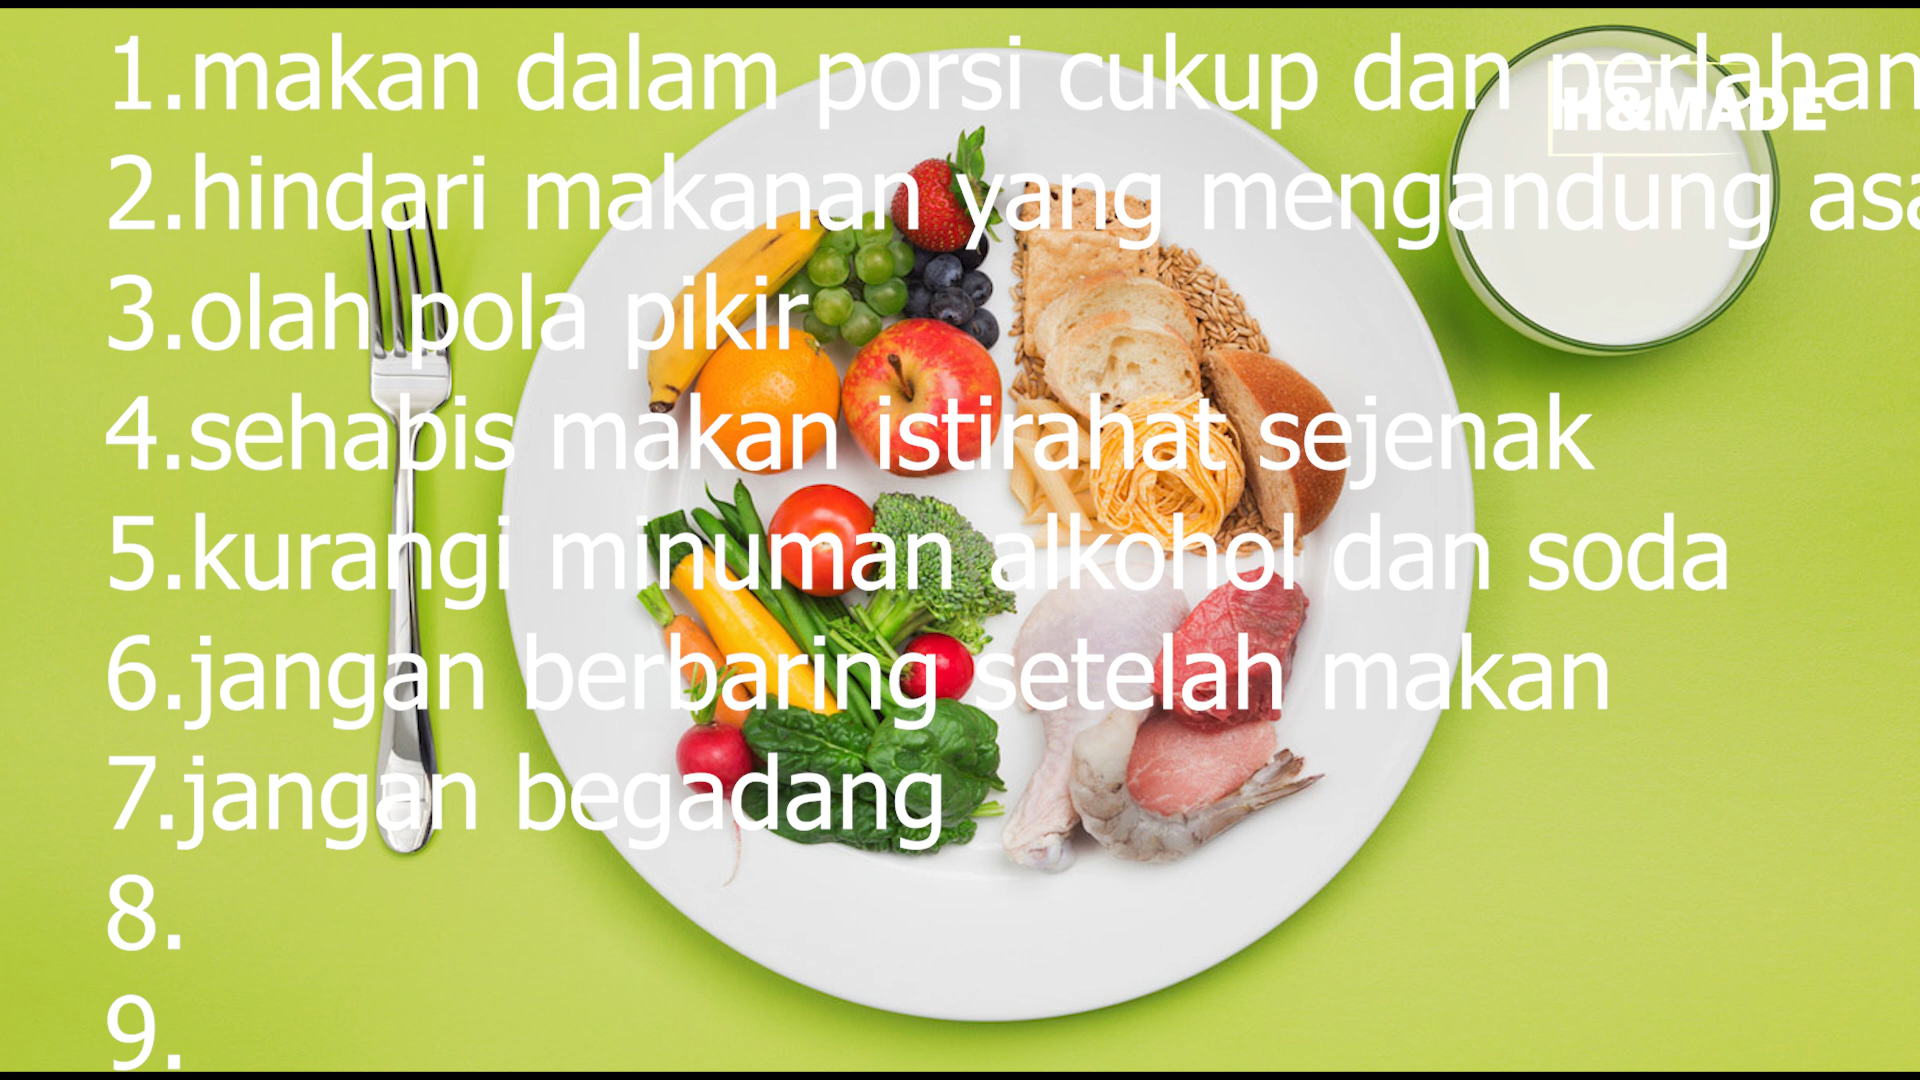 1.makan dalam porsi cukup dan perlahan
H&MADE
2.hindari makanan yang mengandung
3.olah pola pikir
4.sehabis makan istirahat sejenak
5.kurangi minuman alkohol dan soda
6.jangan berbaring setelah makan
7.jangan begadang
8.
9.